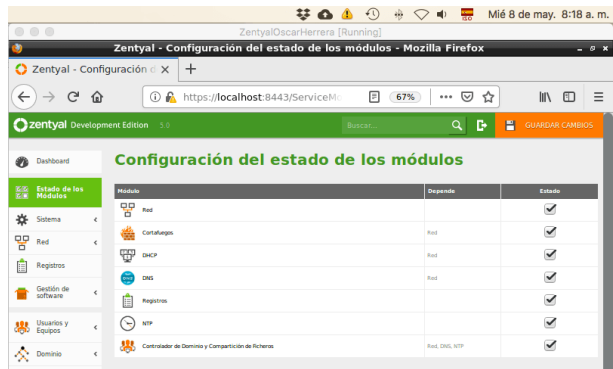 ISO
Mié 8 de may. 8:18 a. m.
ZentyalOscarHerrera [Running]
Zentyal - Configuración del estado de los módulos - Mozilla Firefox
Zentyal - Configuración d
https://localhost:8443/ServiceMo
67%
zentyal Development Edition 5.0
Buscar...
GUARDAR CAMBIOS
Dashboard
Estado de los
Módulos
Sistema
Red
Registros
Gestión de
software
Usuarios y
Equipos
Dominio
Configuración del estado de los módulos
Módulo Depende Estado
Red
Cortafuegos Red
DHCP Red
DNS Red
Registros
NTP
Controlador de Dominio y Compartición de Ficheros Red, DNS, NTP